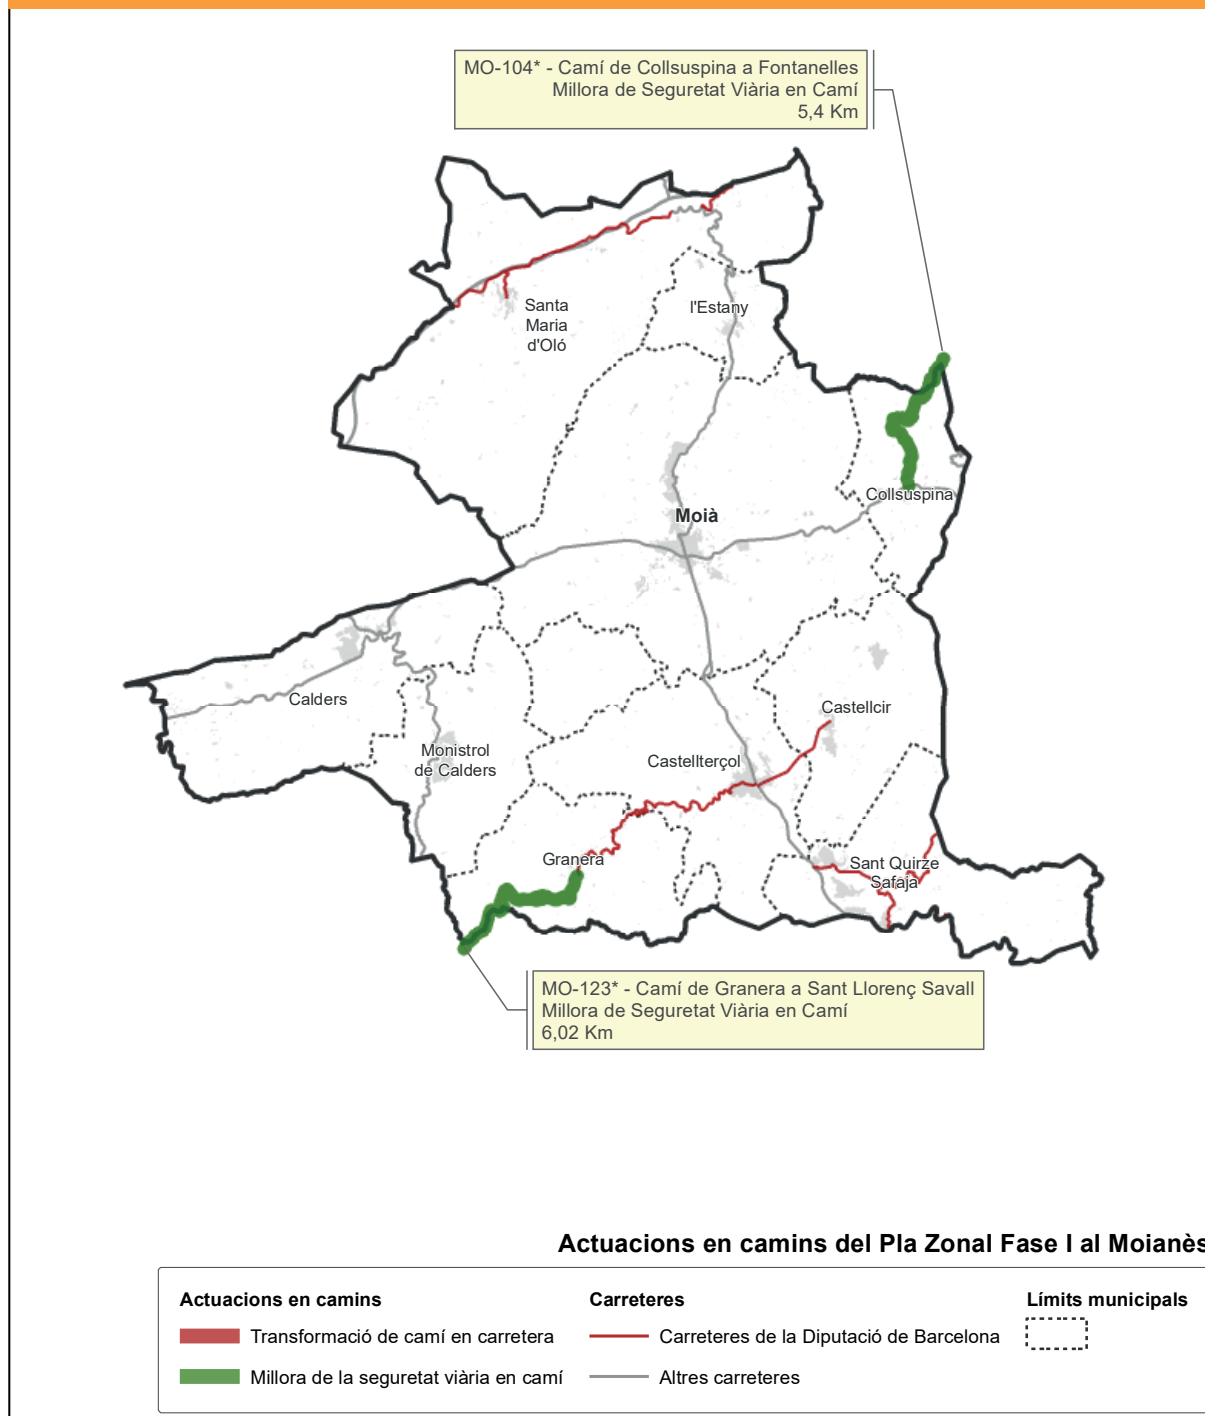 MO-104* - Camí de Collsuspina a Fontanelles
Millora de Seguretat Viària en Camí
5,4 Km
Santa
Maria
d'Oló
l'Estany
Collsuspina
Moià
Calders
Castellcir
Monistrol
de Calders
Castellterçol
Granera
Sant Quirze
Safaja
MO-123* - Camí de Granera a Sant Llorenç Savall
Millora de Seguretat Viària en Camí
6,02 Km
Actuacions en camins del Pla Zonal Fase I al Moianès
Actuacions en camins
Transformació de camí en carretera
Millora de la seguretat viària en camí
Carreteres
Carreteres de la Diputació de Barcelona
Altres carreteres
Límits municipals